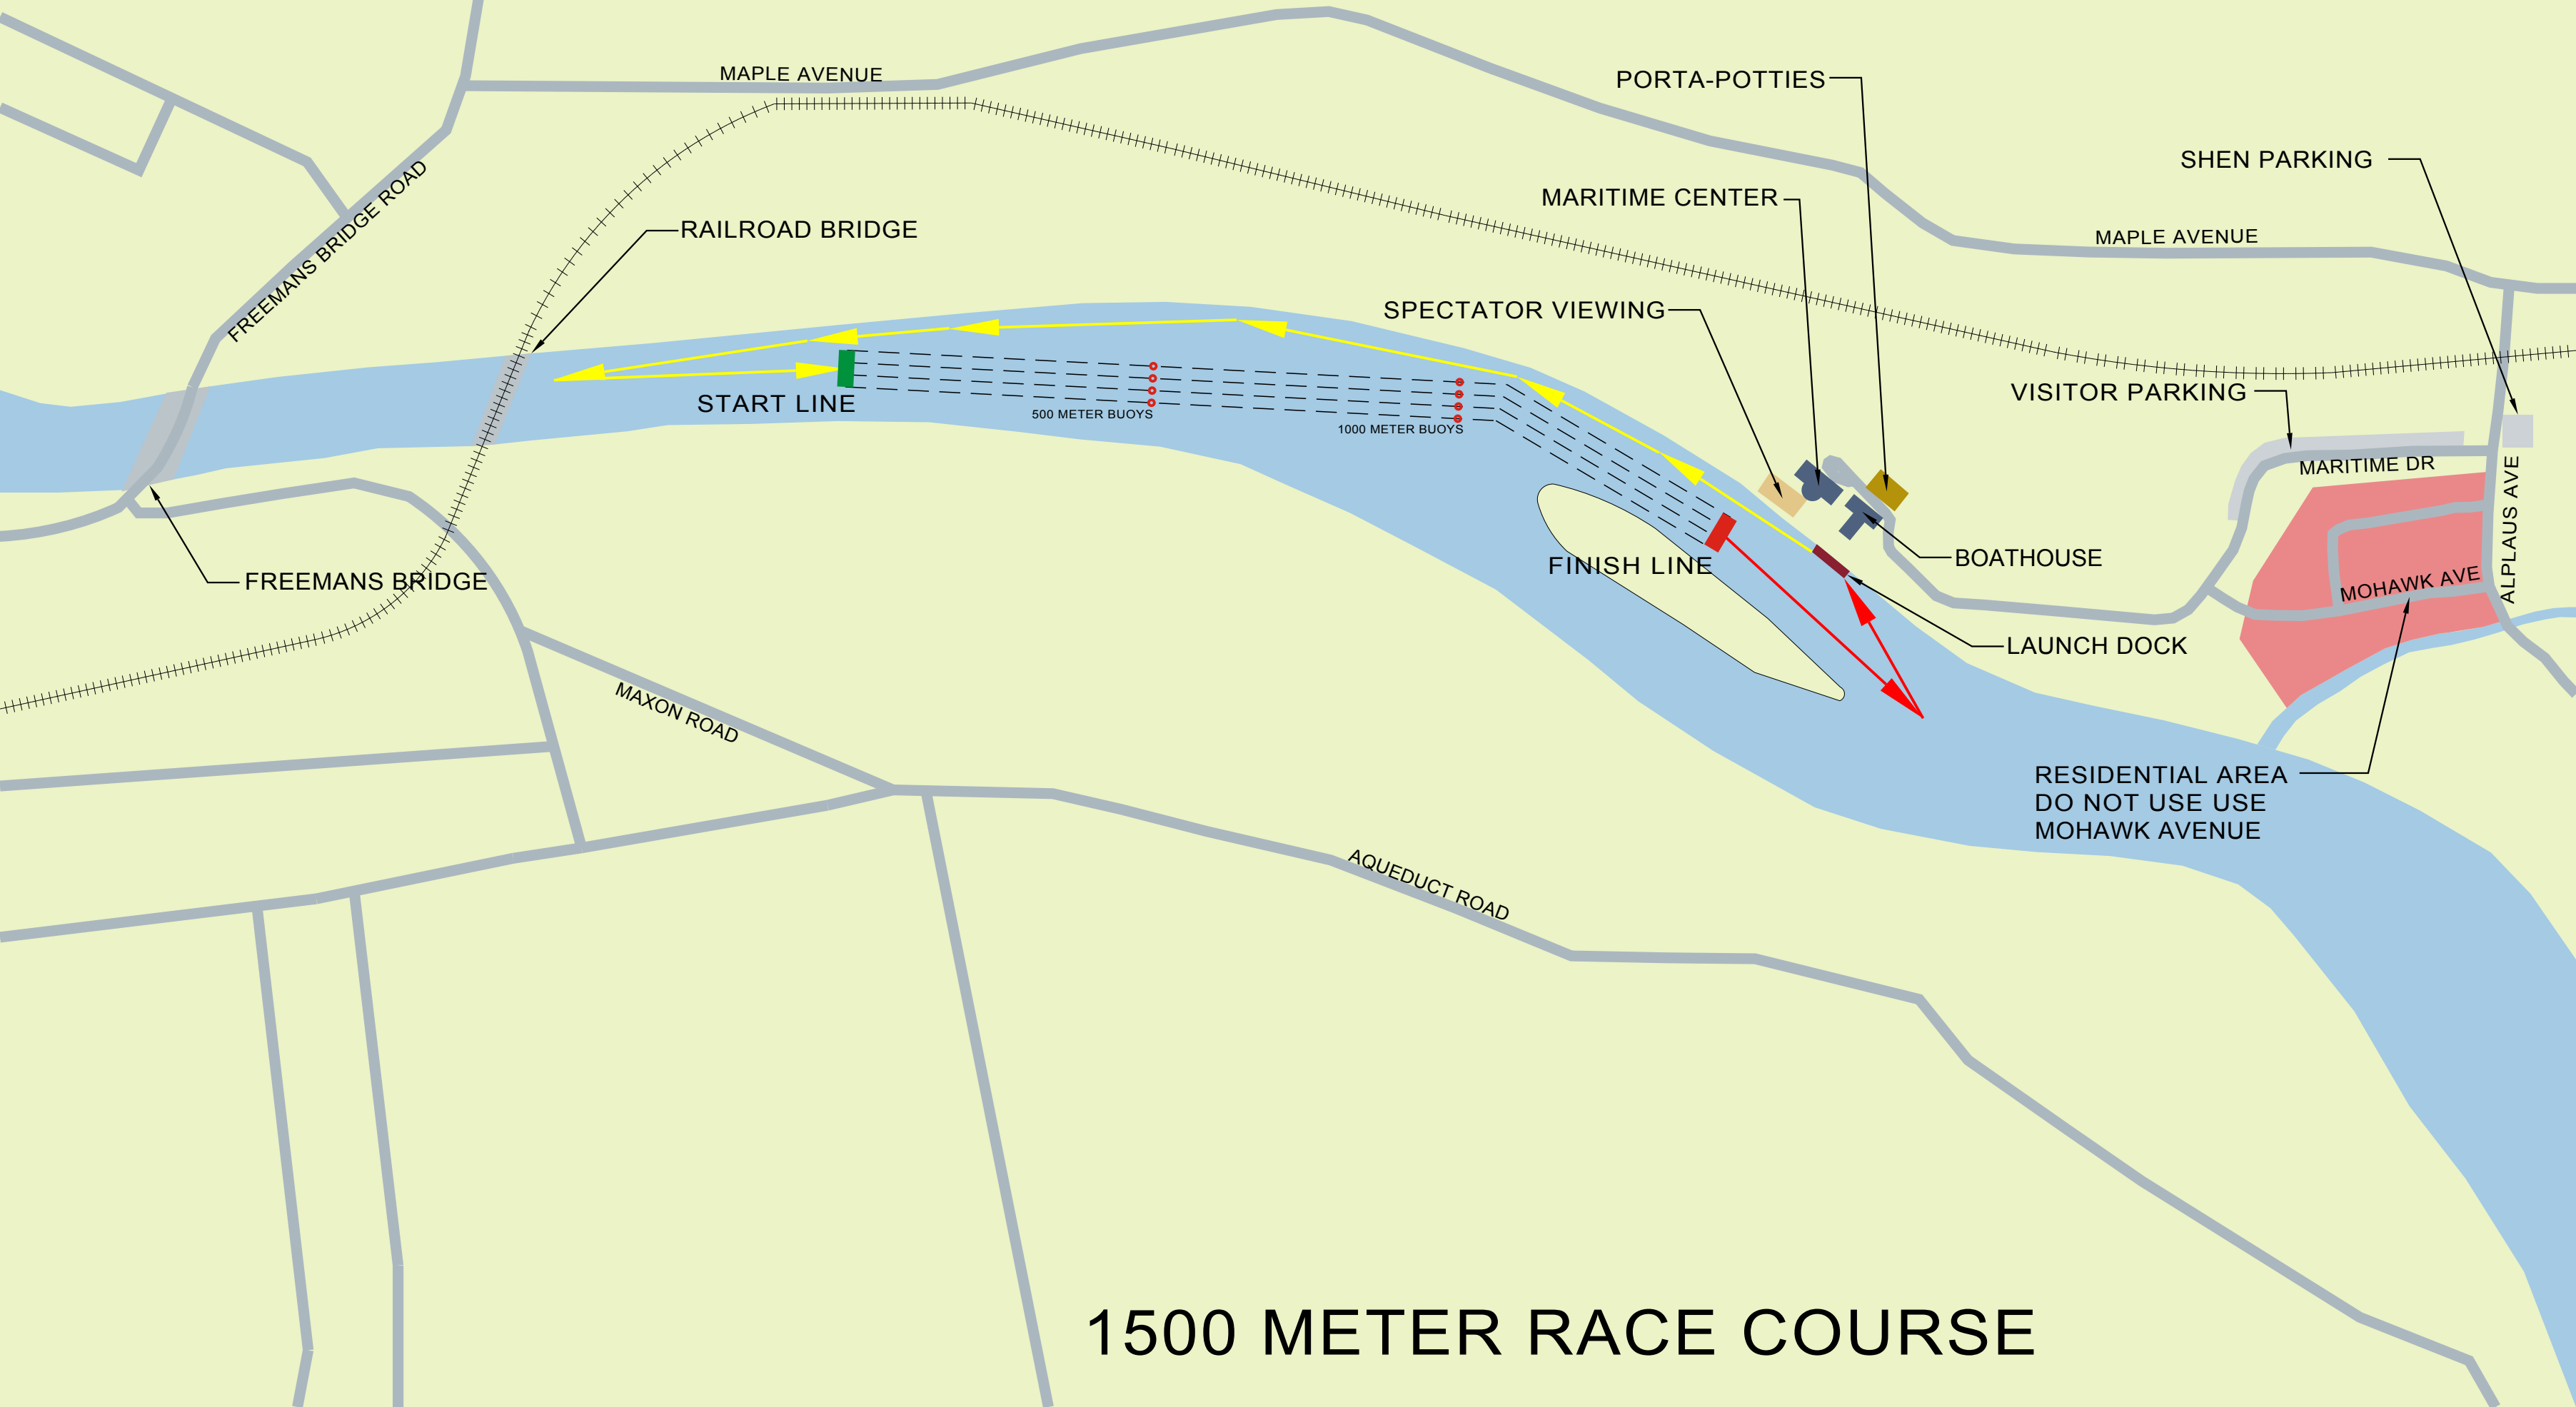 MAPLE AVENUE
PORTA-POTTIES
SHEN PARKING
FREEMANS BRIDGE ROAD
RAILROAD BRIDGE
MARITIME CENTER
MAPLE AVENUE
SPECTATOR VIEWING
VISITOR PARKING
START LINE
500 METER BUOYS
1000 METER BUOYS
MARITIME DR
ALPLAUS AVE
FREEMANS BRIDGE
FINISH LINE
BOATHOUSE
MOHAWK AVE
LAUNCH DOCK
MAXON ROAD
RESIDENTIAL AREA
DO NOT USE USE
MOHAWK AVENUE
AQUEDUCT ROAD
1500 METER RACE COURSE